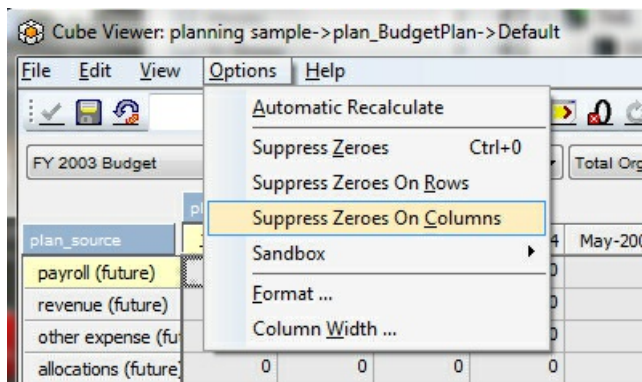 Cube Viewer: planning sample->plan_BudgetPlan->Default
File Edit View Options Help
Automatic Recalculate
Suppress Zeroes Ctrl+0
Suppress Zeroes On Rows
Suppress Zeroes On Columns
Sandbox
Format ...
Column Width ...
FY 2003 Budget
Total Org
plan_source
May-200
payroll (future)
revenue (future)
other expense (fu
allocations (future) 0 0 0 0